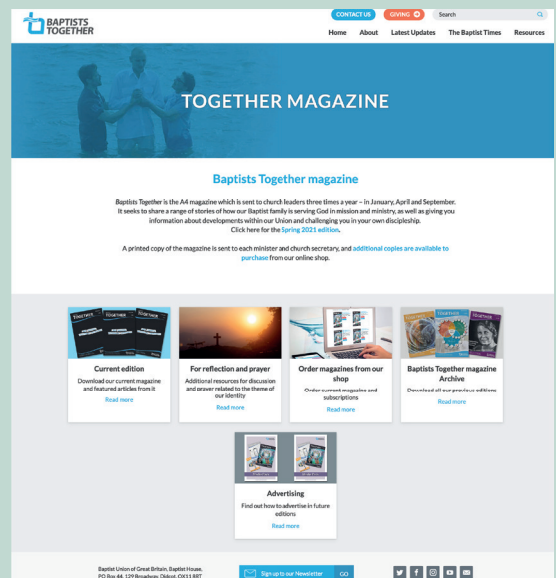 BAPTISTS
TOGETHER
CONTACT US
GIVING
Search
Home
About
Latest Updates
The Baptist Times
Resources
TOGETHER MAGAZINE
Baptists Together magazine
Baptists Together is the A4 magazine which is sent to church leaders three times a year – in January, April and September.
It seeks to share a range of stories of how our Baptist family is serving God in mission and ministry, as well as giving you
information about developments within our Union and challenging you in your own discipleship.
Click here for the Spring 2021 edition.
A printed copy of the magazine is sent to each minister and church secretary, and additional copies are available to
purchase from our online shop.
Current edition
Download our current magazine
and featured articles from it
Read more
For reflection and prayer
Additional resources for discussion
and prayer related to the theme of
our identity
Read more
Order magazines from our
shop
Order current magazine and
subscriptions
Read more
Baptists Together magazine
Archive
Download all our previous editions
Read more
Advertising
Find out how to advertise in future
editions
Read more
Baptist Union of Great Britain, Baptist House,
PO Box 44, 129 Broadway, Didcot, OX11 8RT
Sign up to our Newsletter
GO